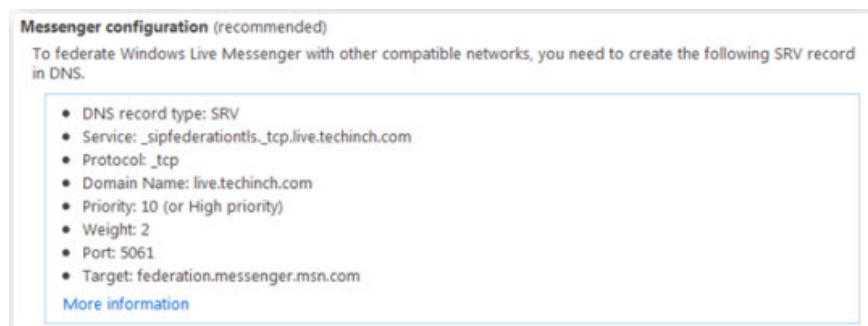 Messenger configuration (recommended)
To federate Windows Live Messenger with other compatible networks, you need to create the following SRV record
in DNS.
• DNS record type: SRV
• Service: _sipfederationtls._tcp.live.techinch.com
• Protocol: _tcp
• Domain Name: live.techinch.com
• Priority: 10 (or High priority)
• Weight: 2
• Port: 5061
• Target: federation.messenger.msn.com
More information